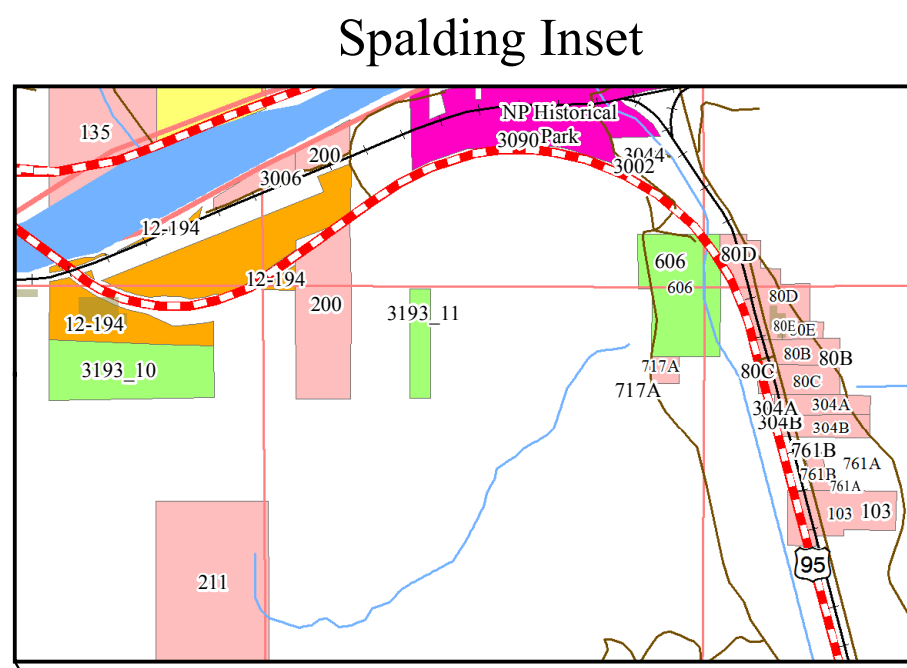 Spalding Inset
NP Historical
Park
3090
135
200
3044
3002
3006
12-194
606
80D
12-194
606
200
80D
3193_11
12-194
80E
80E
80B
80B
3193_10
717A
80C
80C
717A
304A
304A
304B
304B
761B
761A
761B
761A
103
103
95
211